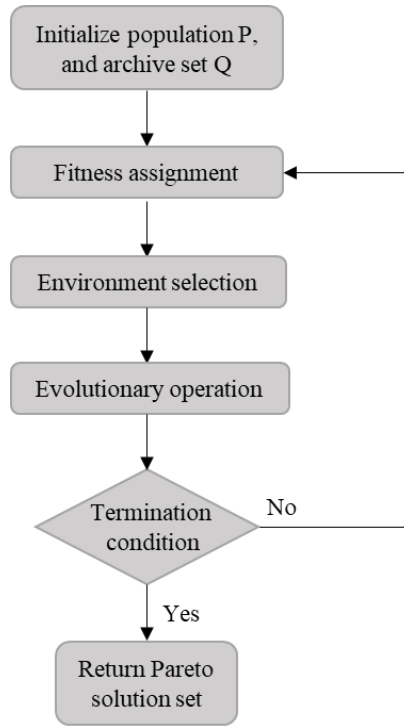 Initialize population P,
and archive set Q
Fitness assignment
Environment selection
Evolutionary operation
Termination
condition
No
Yes
Return Pareto
solution set